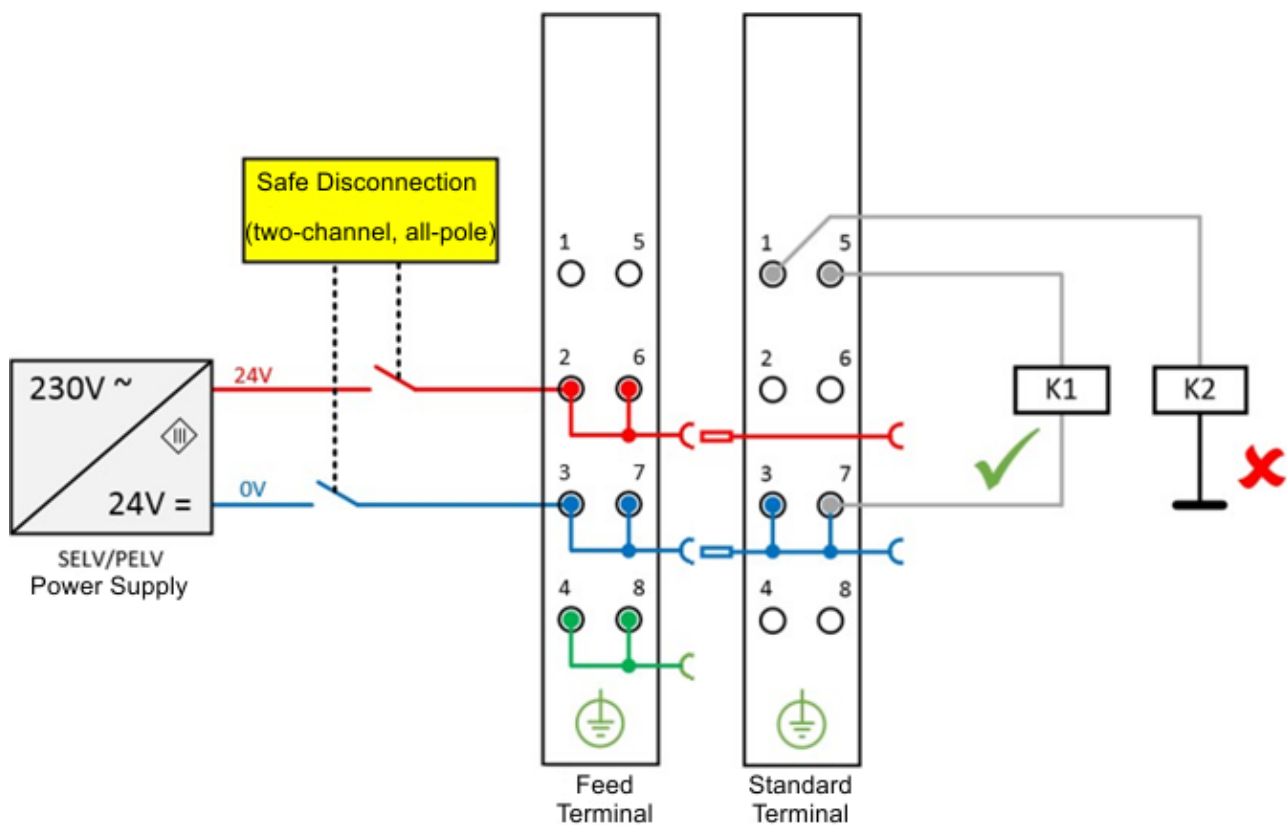 Safe Disconnection
(two-channel, all-pole)
230V ~
III
24V =
SELV/PELV
Power Supply
24V
0V
1 5
2 6
3 7
4 8
Feed
Terminal
1 5
2 6
3 7
4 8
Standard
Terminal
K1
K2